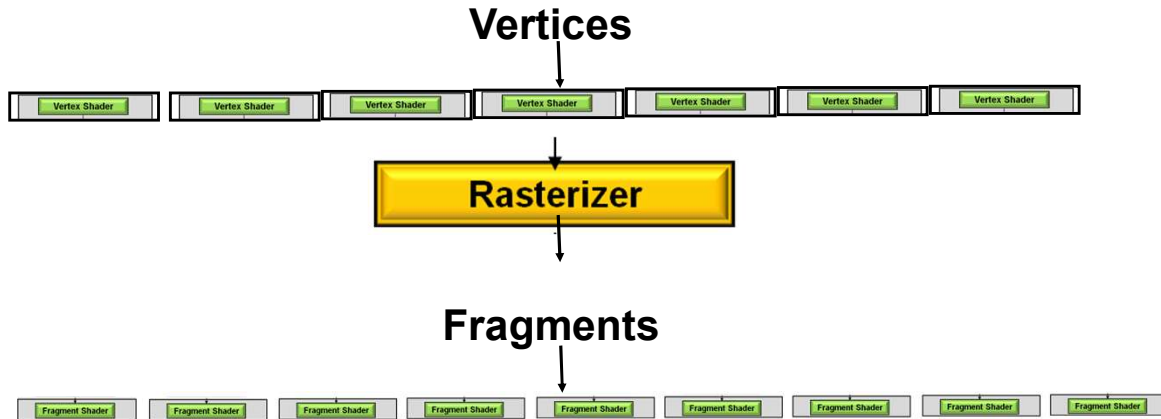 Vertices
Vertex Shader Vertex Shader Vertex Shader Vertex Shader Vertex Shader Vertex Shader Vertex Shader
Rasterizer
Fragments
Fragment Shader Fragment Shader Fragment Shader Fragment Shader Fragment Shader Fragment Shader Fragment Shader Fragment Shader Fragment Shader